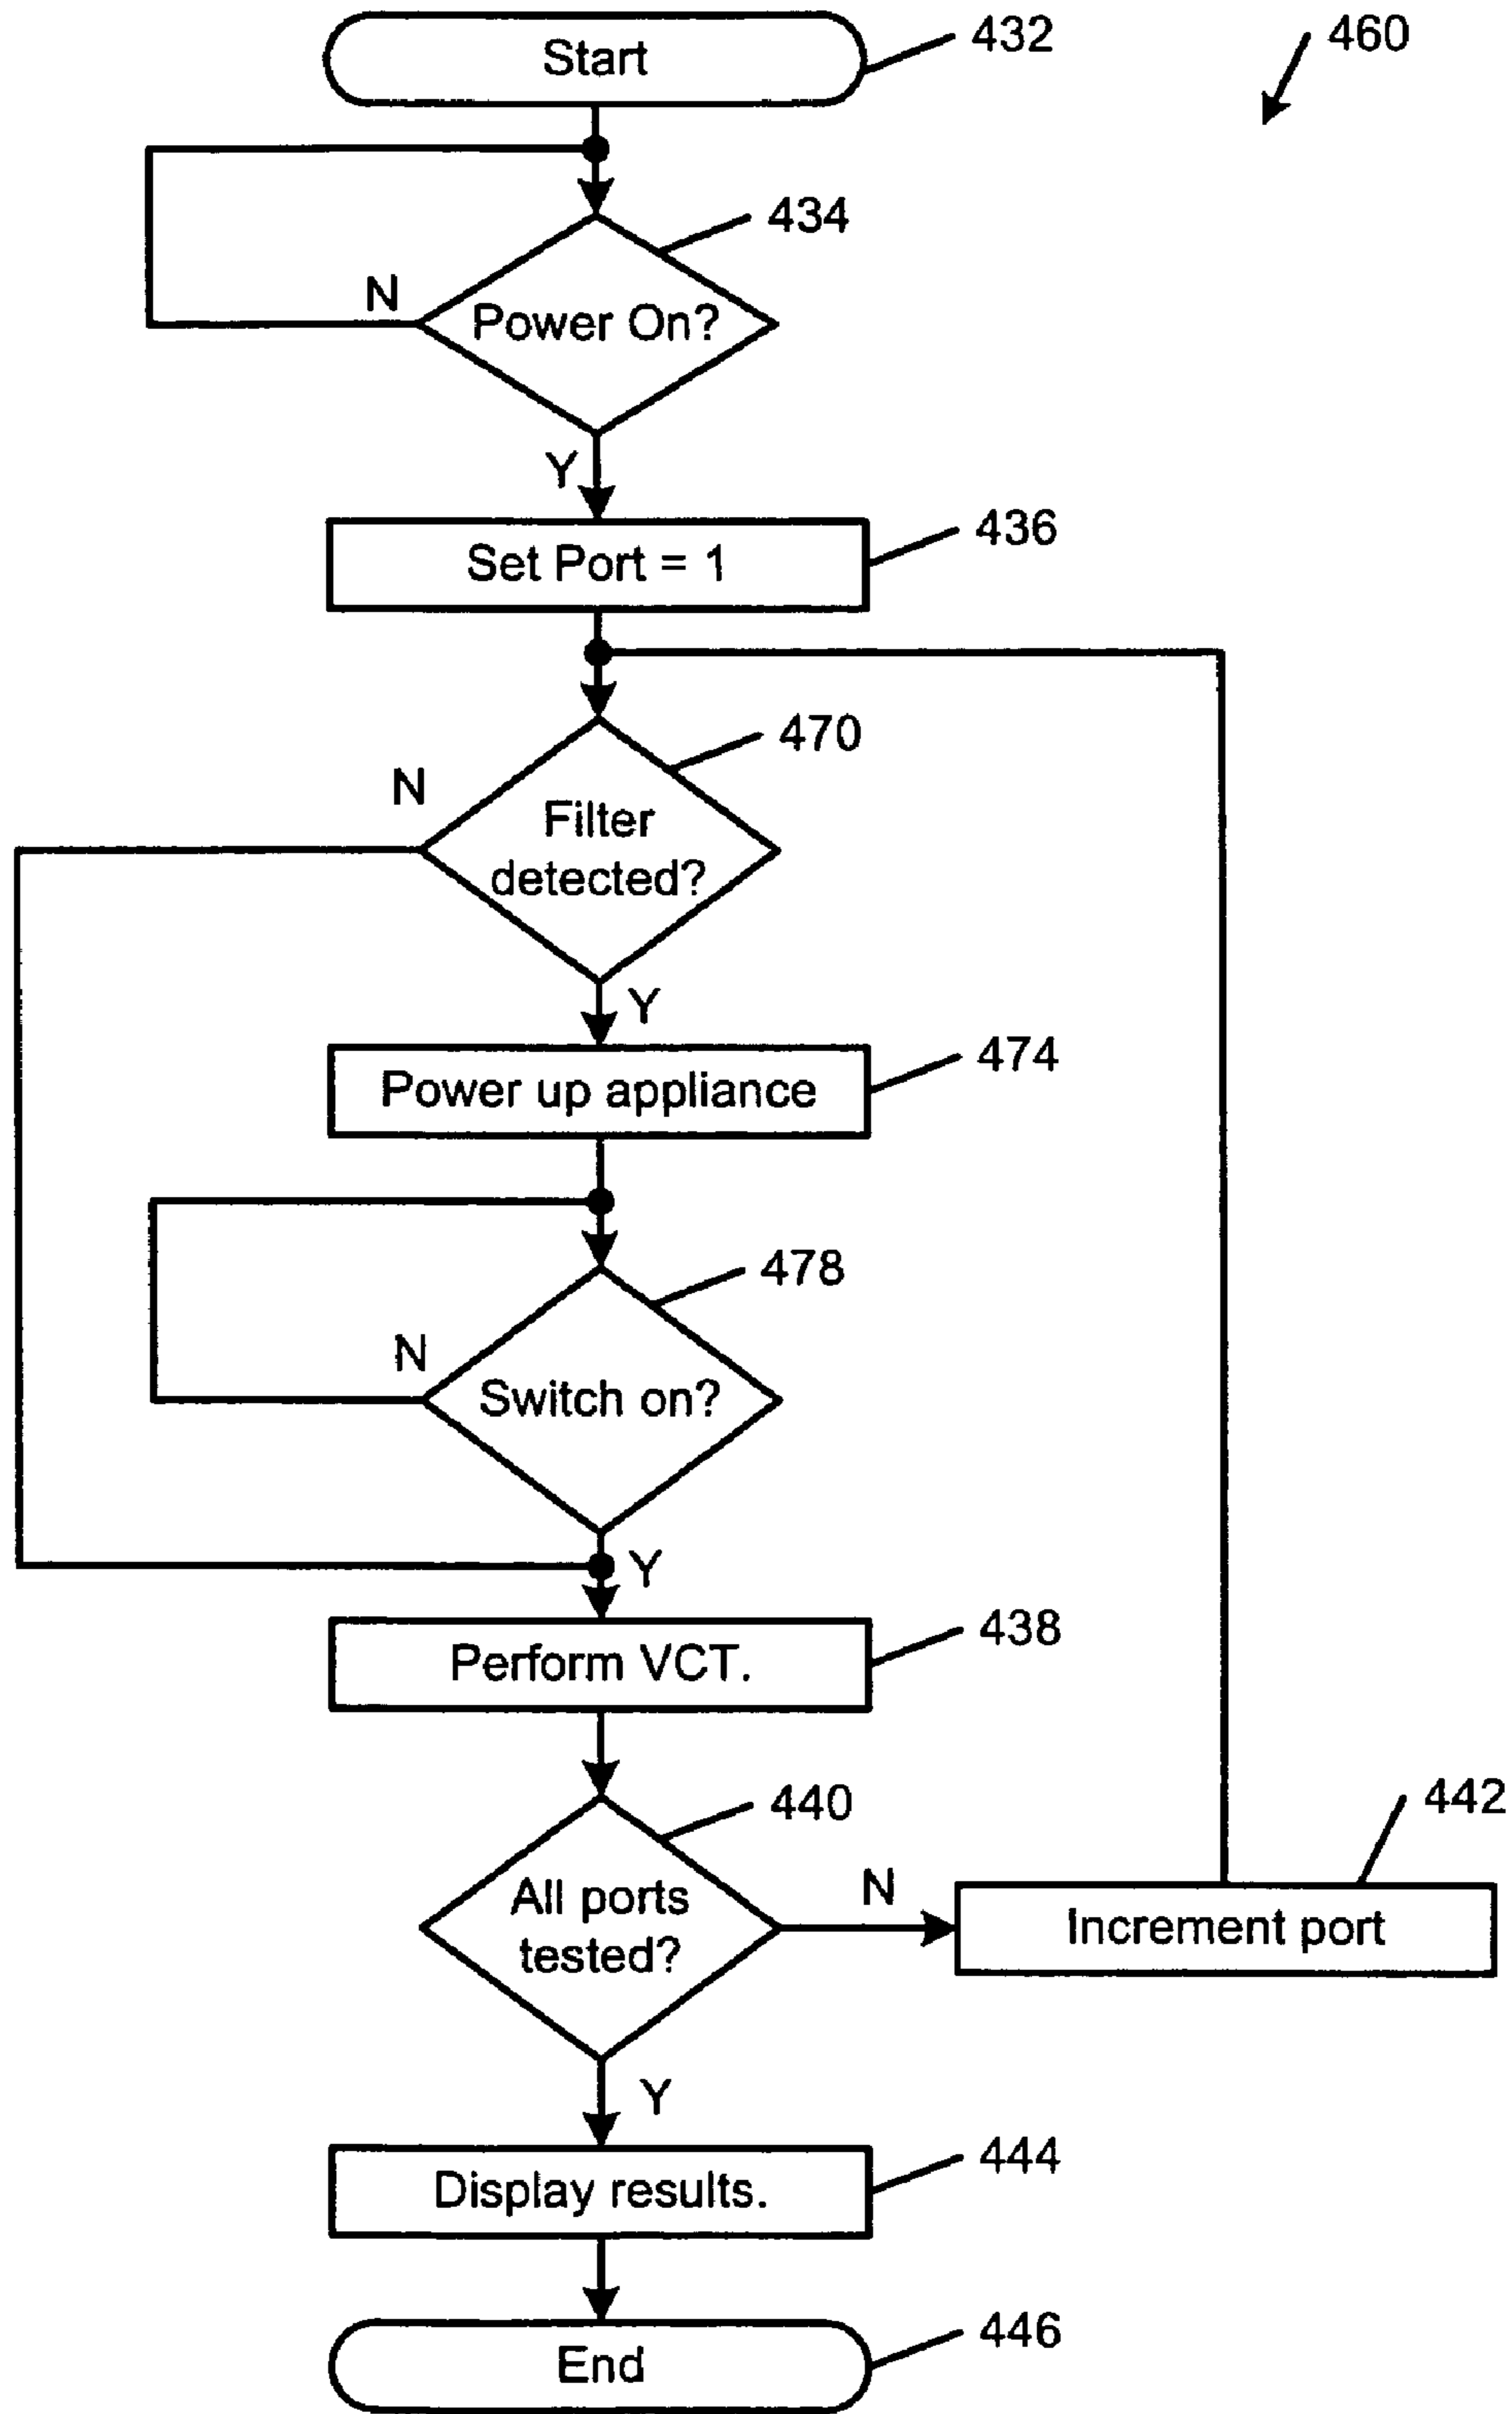 Start
432
460
434
N
Power On?
Y
436
Set Port = 1
470
N
Filter
detected?
Y
474
Power up appliance
478
N
Switch on?
Y
438
Perform VCT.
440
442
All ports
tested?
N
Increment port
Y
444
Display results.
446
End